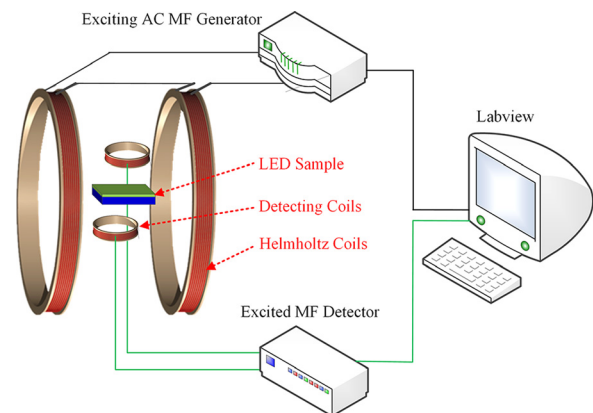 Exciting AC MF Generator
Labview
LED Sample
Detecting Coils
Helmholtz Coils
Excited MF Detector